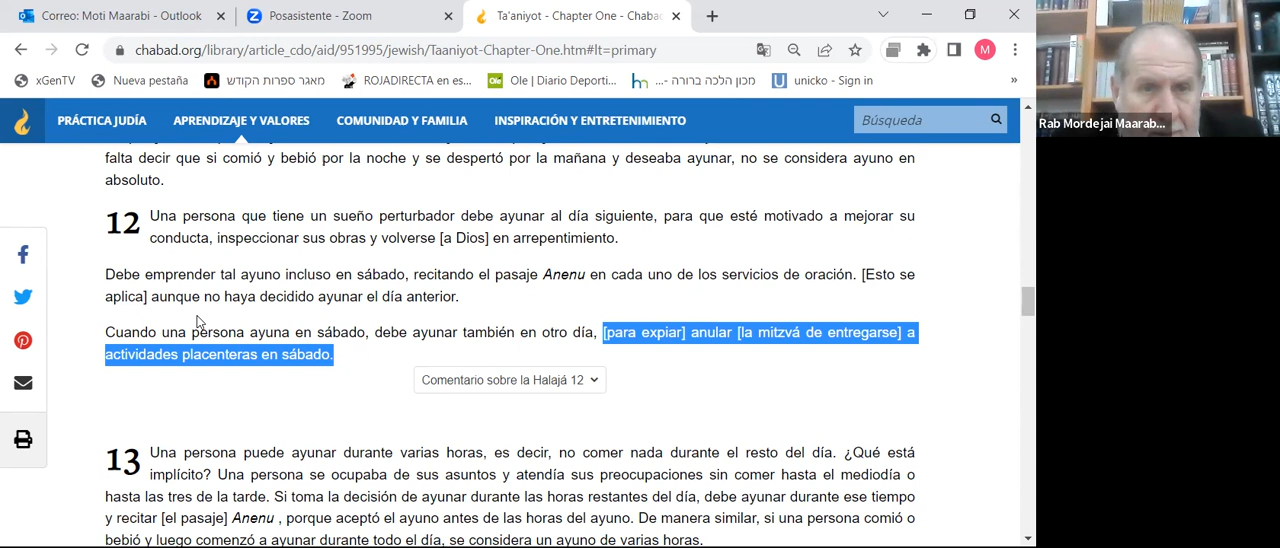 Correo: Moti Maarabi - Outlook
Posasistente - Zoom
Ta'aniyot - Chapter One - Chabad
chabad.org/library/article_cdo/aid/951995/jewish/Taaniyot-Chapter-One.htm#lt=primary
M
xGenTV
Nueva pestaña
מאגר ספרות הקודש
ROJADIRECTA en es...
Ole | Diario Deporti...
מכון הלכה ברורה -...
unicko - Sign in
»
PRÁCTICA JUDÍA
APRENDIZAJE Y VALORES
COMUNIDAD Y FAMILIA
INSPIRACIÓN Y ENTRETENIMIENTO
Búsqueda
Rab Mordejai Maarab...
falta decir que si comió y bebió por la noche y se despertó por la mañana y deseaba ayunar, no se considera ayuno en
absoluto.
12 Una persona que tiene un sueño perturbador debe ayunar al día siguiente, para que esté motivado a mejorar su
conducta, inspeccionar sus obras y volverse [a Dios] en arrepentimiento.
Debe emprender tal ayuno incluso en sábado, recitando el pasaje Anenu en cada uno de los servicios de oración. [Esto se
aplica] aunque no haya decidido ayunar el día anterior.
Cuando una persona ayuna en sábado, debe ayunar también en otro día, [para expiar] anular [la mitzvá de entregarse] a
actividades placenteras en sábado.
Comentario sobre la Halajá 12
13 Una persona puede ayunar durante varias horas, es decir, no comer nada durante el resto del día. ¿Qué está
implícito? Una persona se ocupaba de sus asuntos y atendía sus preocupaciones sin comer hasta el mediodía o
hasta las tres de la tarde. Si toma la decisión de ayunar durante las horas restantes del día, debe ayunar durante ese tiempo
y recitar [el pasaje] Anenu , porque aceptó el ayuno antes de las horas del ayuno. De manera similar, si una persona comió o
bebió y luego comenzó a ayunar durante todo el día, se considera un ayuno de varias horas.